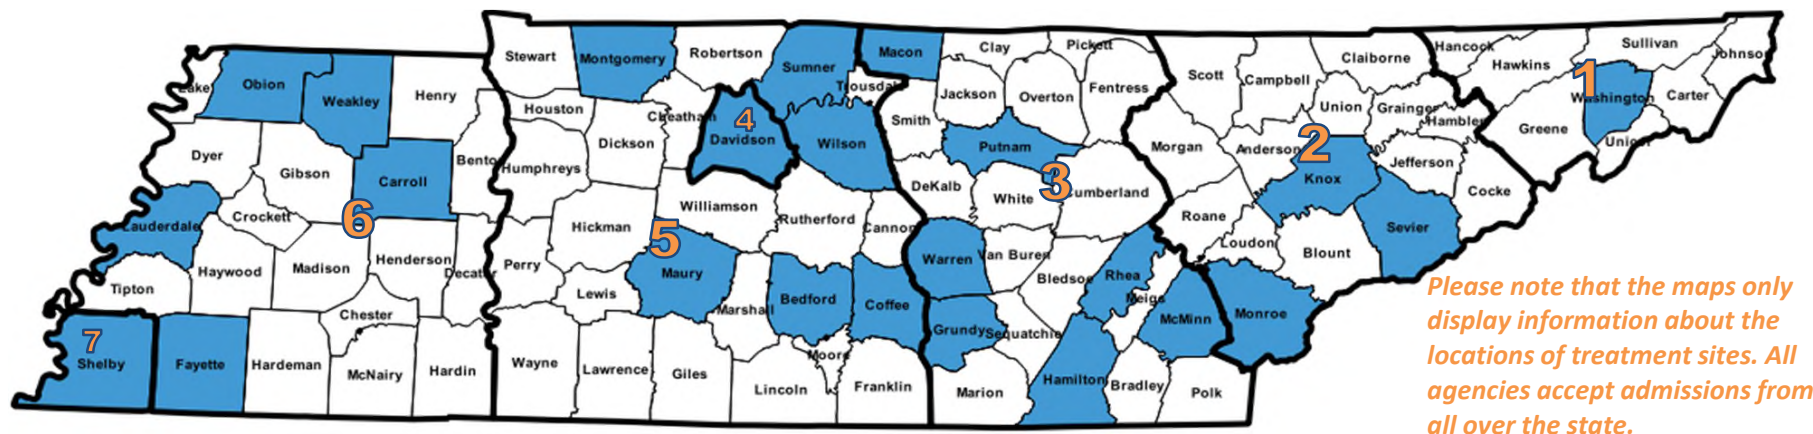 Stewart
Montgomery
Robertson
Sumner
Macon
Clay
Pickett
Claiborne
Hancock
Sullivan
Johnson
Lake
Obion
Weakley
Henry
Houston
Cheatham
Trousdale
Jackson
Overton
Fentress
Scott
Campbell
Union
Grainger
Hawkins
1
Washington
Carter
Dyer
Gibson
Carroll
Benton
Humphreys
Dickson
4
Davidson
Wilson
Smith
Putnam
Morgan
Anderson
2
Hamblen
Greene
Unicoi
Lauderdale
Crockett
6
Hickman
Williamson
Rutherford
Cannon
DeKalb
White
3
Cumberland
Roane
Knox
Jefferson
Cocke
Sevier
Tipton
Haywood
Madison
Henderson
Decatur
Perry
5
Maury
Lewis
Marshall
Bedford
Coffee
Warren
Van Buren
Bledsoe
Rhea
Meigs
Loudon
Blount
Monroe
McMinn
7
Shelby
Fayette
Hardeman
Chester
McNairy
Hardin
Wayne
Lawrence
Giles
Lincoln
Moore
Franklin
Grundy
Sequatchie
Marion
Hamilton
Bradley
Polk
Please note that the maps only
display information about the
locations of treatment sites. All
agencies accept admissions from
all over the state.